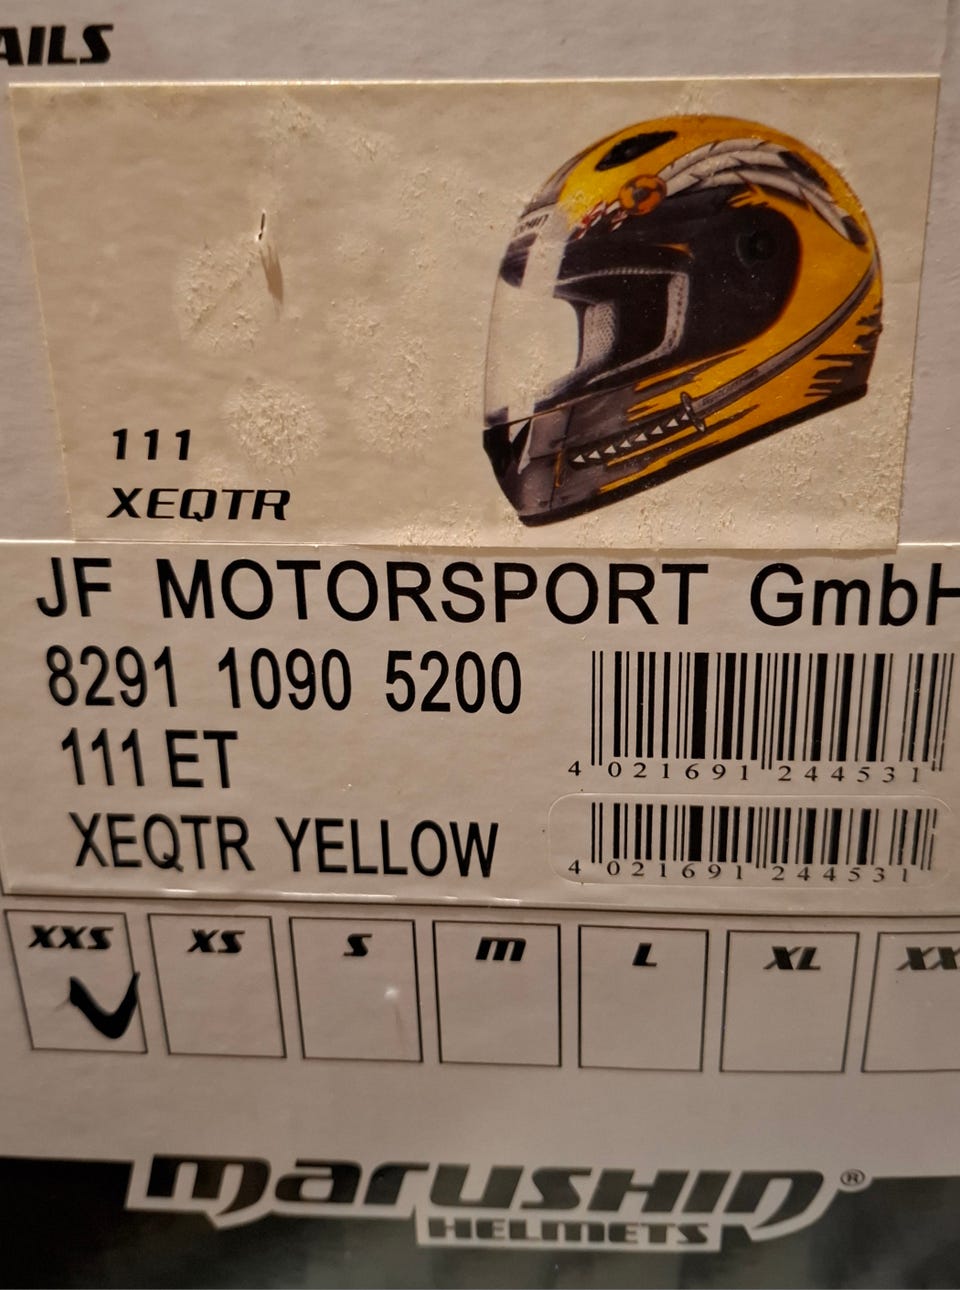 AILS
111
XEQTR
JF MOTORSPORT GmbH
8291 1090 5200
111 ET
4 021691 244531
XEQTR YELLOW
4 021691 244531
XXS XS S M L XL XX
marushin®
HELMETS